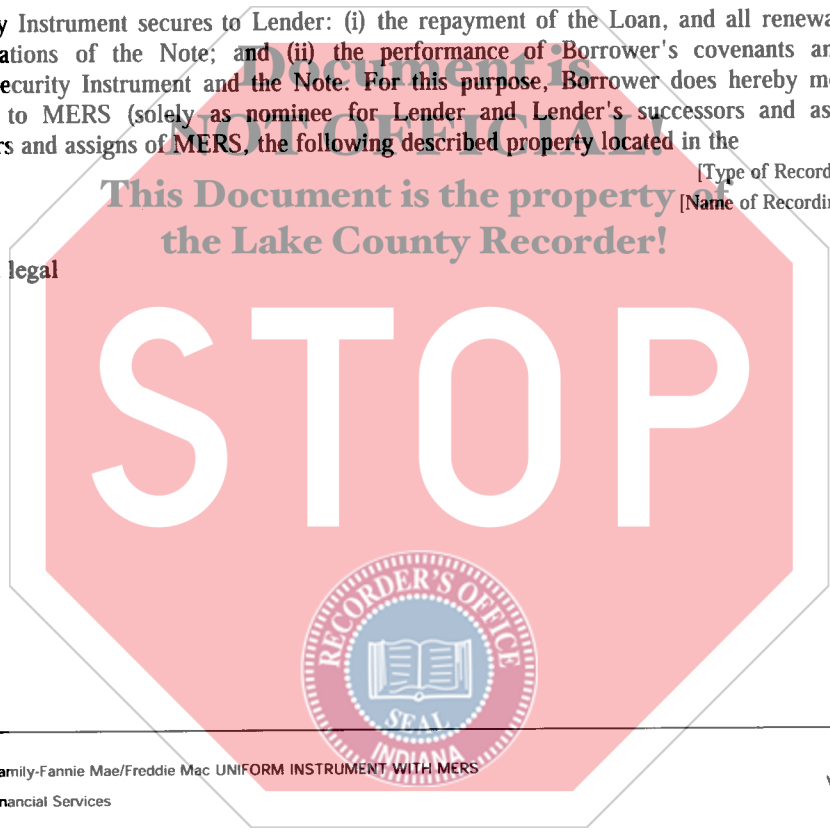 y Instrument secures to Lender: (i) the repayment of the Loan, and all renewa
ations of the Note; and (ii) the performance of Borrower's covenants an
ecurity Instrument and the Note. For this purpose, Borrower does hereby mo
to MERS (solely as nominee for Lender and Lender's successors and as
rs and assigns of MERS, the following described property located in the
[Type of Record
[Name of Recordin
Document is
NOT OFFICIAL!
This Document is the property of
the Lake County Recorder!
legal
STOP
RECORDER'S OFFICE
SEAL
INDIANA
amily-Fannie Mae/Freddie Mac UNIFORM INSTRUMENT WITH MERS
nancial Services